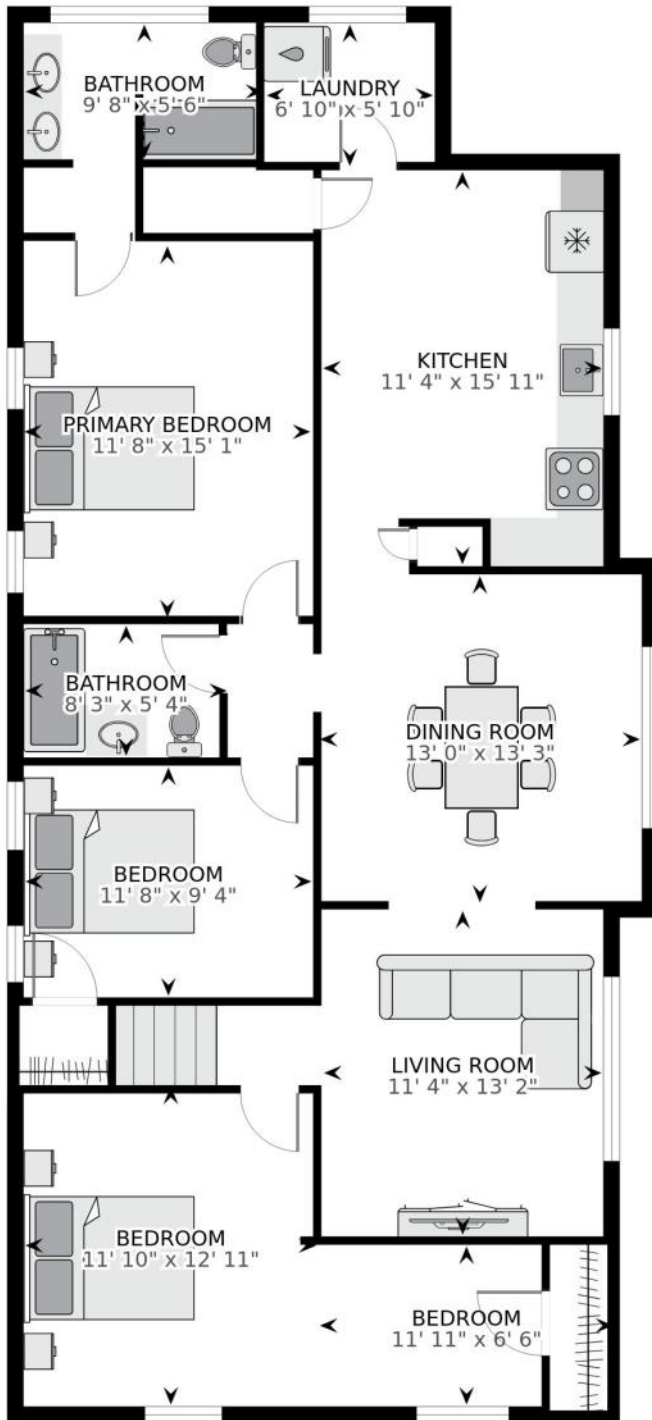 BATHROOM
9' 8" x 5' 6"
LAUNDRY
6' 10" x 5' 10"
KITCHEN
11' 4" x 15' 11"
PRIMARY BEDROOM
11' 8" x 15' 1"
BATHROOM
8' 3" x 5' 4"
DINING ROOM
13' 0" x 13' 3"
BEDROOM
11' 8" x 9' 4"
LIVING ROOM
11' 4" x 13' 2"
BEDROOM
11' 10" x 12' 11"
BEDROOM
11' 11" x 6' 6"